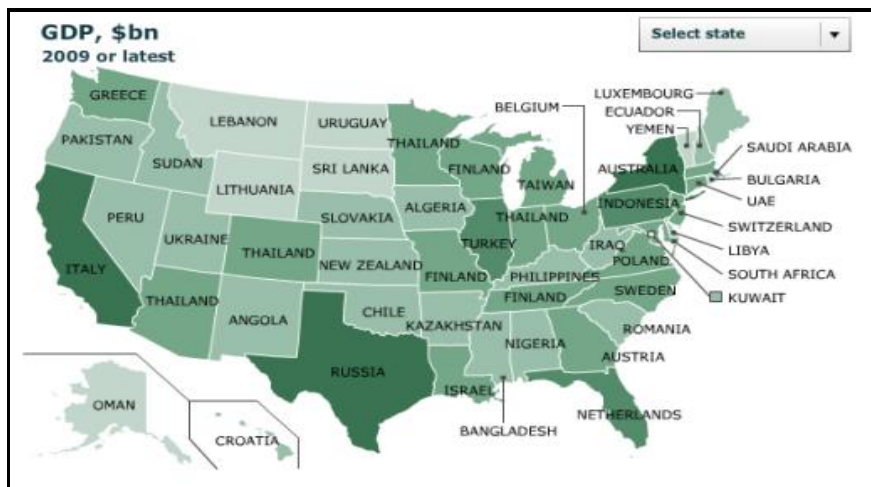 GDP, $bn
2009 or latest
Select state
LUXEMBOURG
GREECE
BELGIUM
ECUADOR
LEBANON
URUGUAY
YEMEN
PAKISTAN
THAILAND
SAUDI ARABIA
SUDAN
SRI LANKA
FINLAND
AUSTRALIA
LITHUANIA
TAIWAN
BULGARIA
UAE
PERU
SLOVAKIA
ALGERIA
THAILAND
INDONESIA
SWITZERLAND
UKRAINE
THAILAND
TURKEY
IRAQ
LIBYA
ITALY
NEW ZEALAND
FINLAND
PHILIPPINES
POLAND
SOUTH AFRICA
THAILAND
FINLAND
SWEDEN
KUWAIT
ANGOLA
CHILE
KAZAKHSTAN
ROMANIA
NIGERIA
AUSTRIA
RUSSIA
ISRAEL
OMAN
NETHERLANDS
CROATIA
BANGLADESH